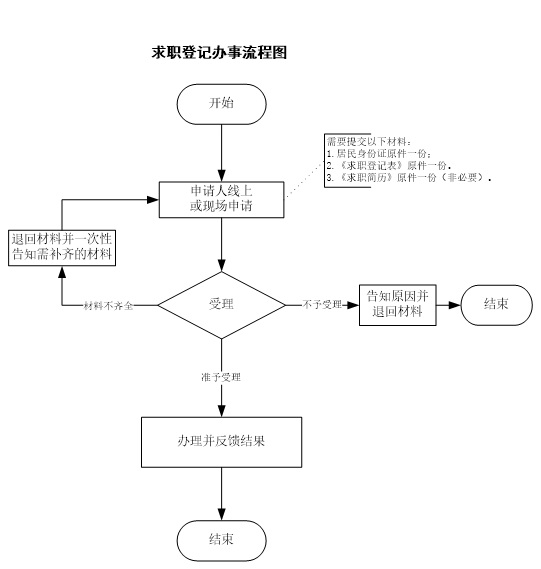 求职登记办事流程图
开始
需要提交以下材料：
1.居民身份证原件一份；
2.《求职登记表》原件一份。
3.《求职简历》原件一份（非必要）。
申请人线上
或现场申请
退回材料并一次性
告知需补齐的材料
材料不齐全
受理
不予受理
告知原因并
退回材料
结束
准予受理
办理并反馈结果
结束